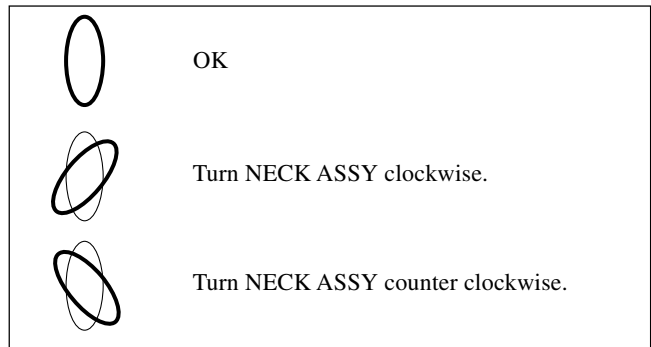 OK
Turn NECK ASSY clockwise.
Turn NECK ASSY counter clockwise.